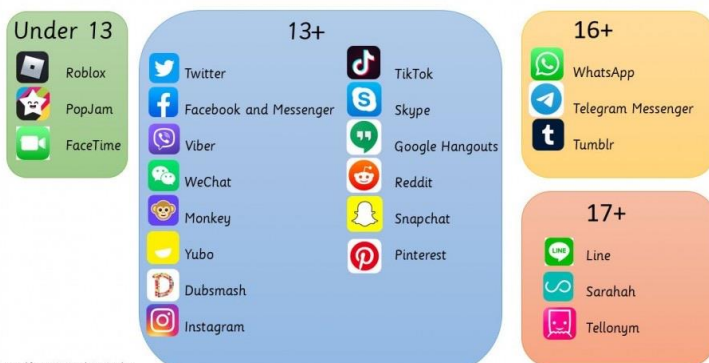 Under 13
Roblox
PopJam
FaceTime
13+
Twitter
Facebook and Messenger
Viber
WeChat
Monkey
Yubo
Dubsmash
Instagram
TikTok
Skype
Google Hangouts
Reddit
Snapchat
Pinterest
16+
WhatsApp
Telegram Messenger
Tumblr
17+
LINE
Line
Sarahah
Tellonym